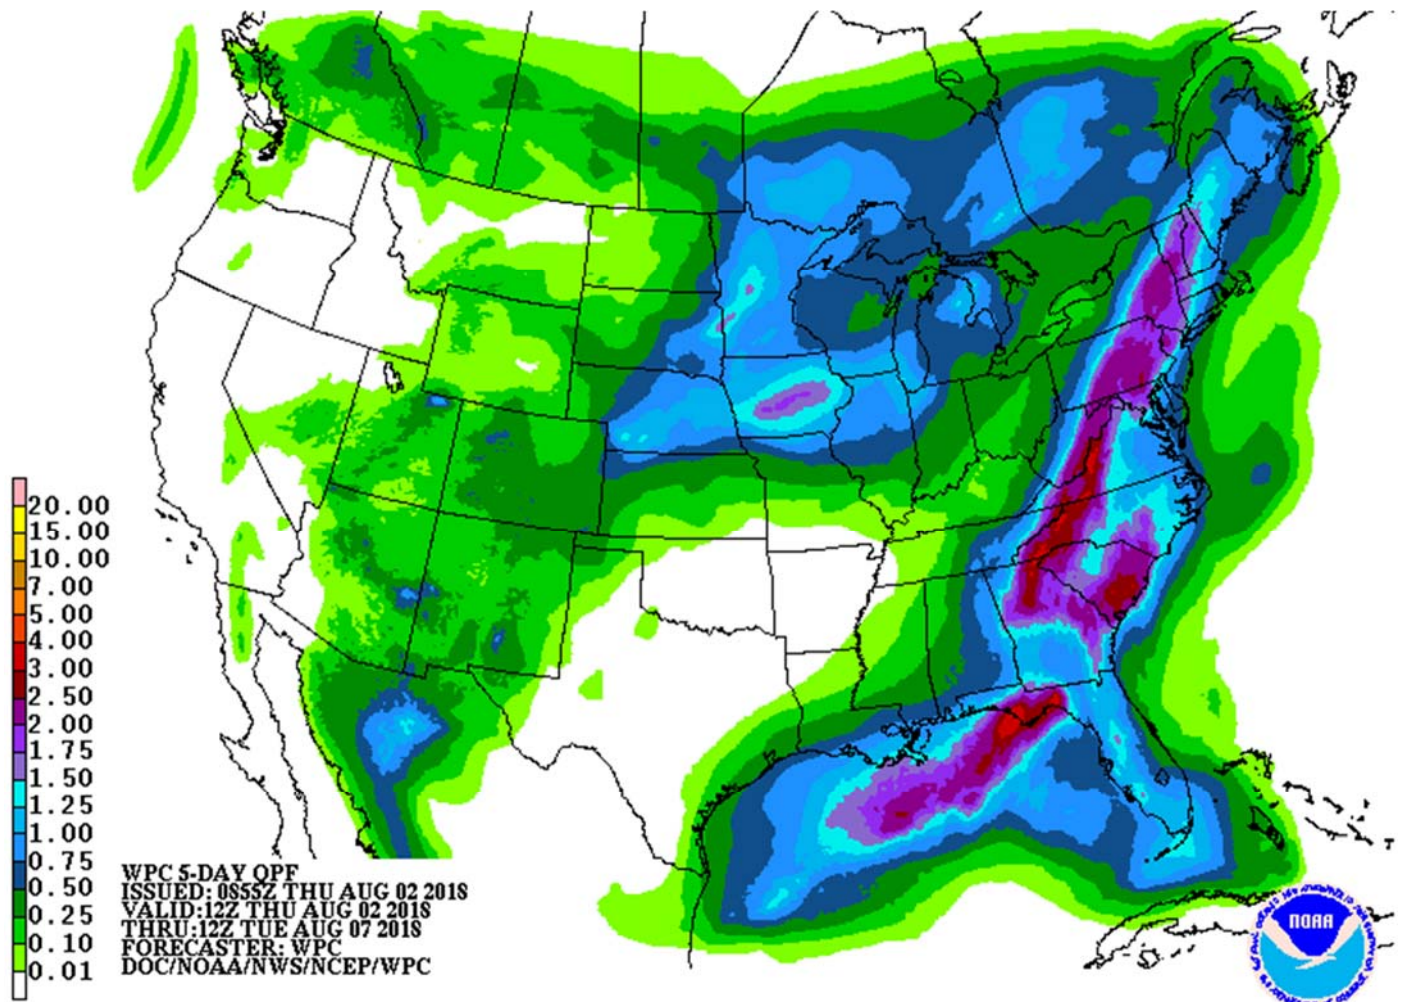 20.00
15.00
10.00
7.00
5.00
4.00
3.00
2.50
2.00
1.75
1.50
1.25
1.00
0.75
0.50
0.25
0.10
0.01
WPC 5-DAY QPF
ISSUED: 0855Z THU AUG 02 2018
VALID:12Z THU AUG 02 2018
THRU:12Z TUE AUG 07 2018
FORECASTER: WPC
DOC/NOAA/NWS/NCEP/WPC
NOAA